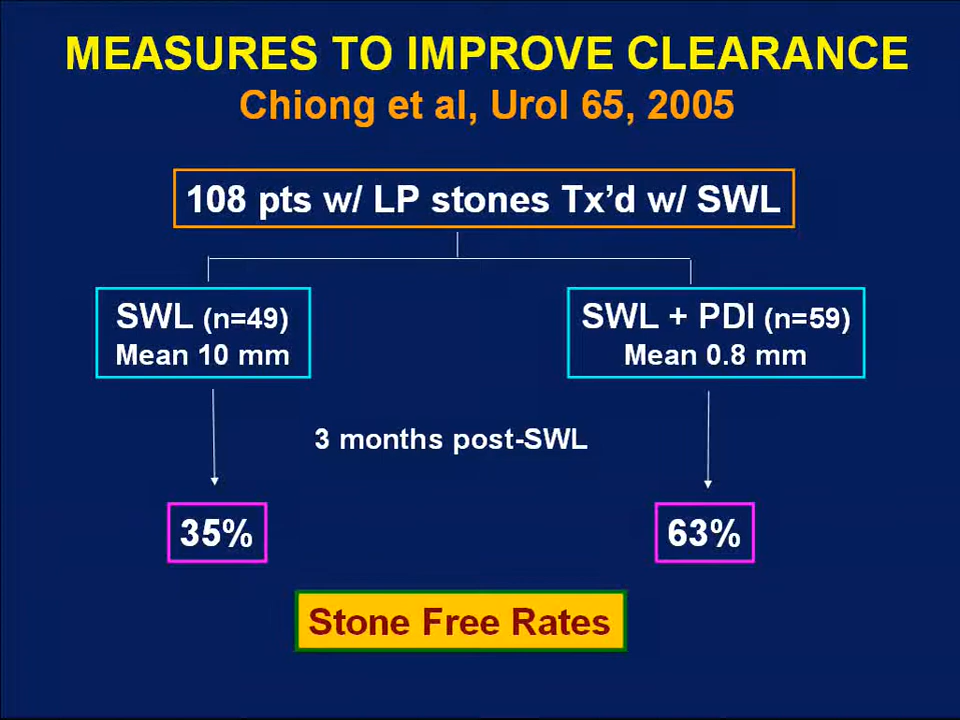 MEASURES TO IMPROVE CLEARANCE
Chiong et al, Urol 65, 2005
108 pts w/ LP stones Tx'd w/ SWL
SWL (n=49)
Mean 10 mm
SWL + PDI (n=59)
Mean 0.8 mm
3 months post-SWL
35%
63%
Stone Free Rates